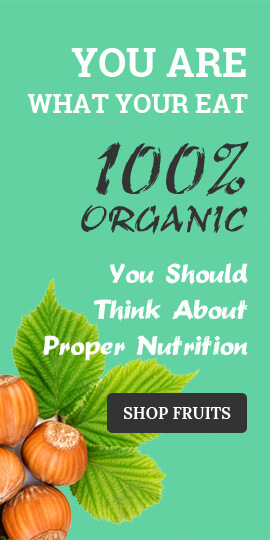 YOU ARE
WHAT YOUR EAT
100%
ORGANIC
You Should
Think About
Proper Nutrition
SHOP FRUITS